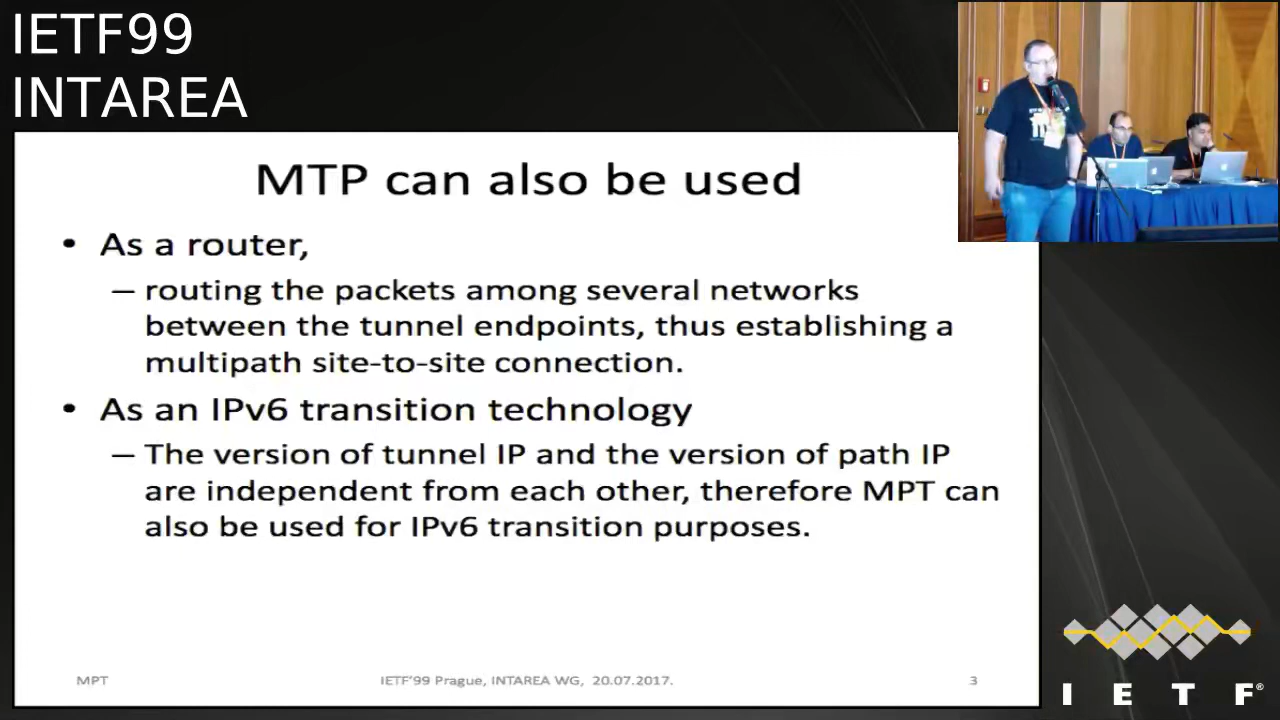 IETF99
INTAREA
MTP can also be used
• As a router,
– routing the packets among several networks
between the tunnel endpoints, thus establishing a
multipath site-to-site connection.
• As an IPv6 transition technology
– The version of tunnel IP and the version of path IP
are independent from each other, therefore MPT can
also be used for IPv6 transition purposes.
MPT
IETF'99 Prague, INTAREA WG, 20.07.2017.
3
I E T F®